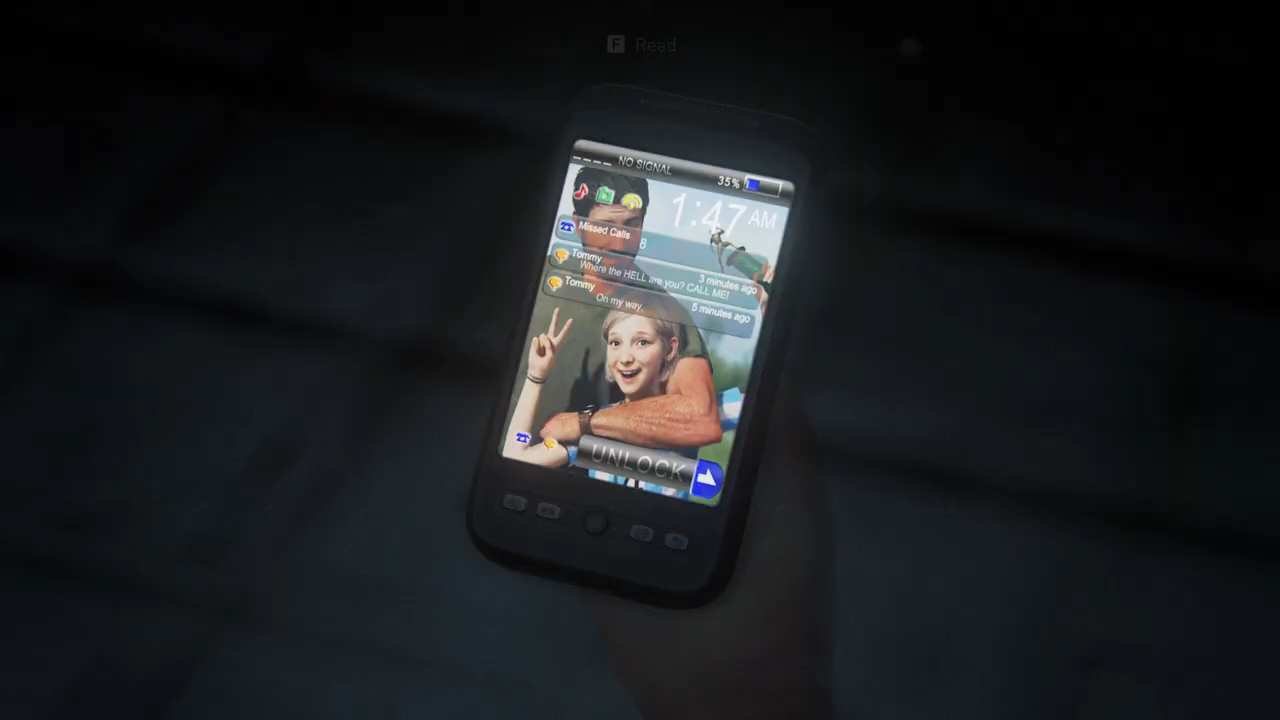 F Read
NO SIGNAL 35%
1:47 AM
Missed Calls
8
Tommy 3 minutes ago
Where the HELL are you? CALL ME!
Tommy 5 minutes ago
On my way.
UNLOCK